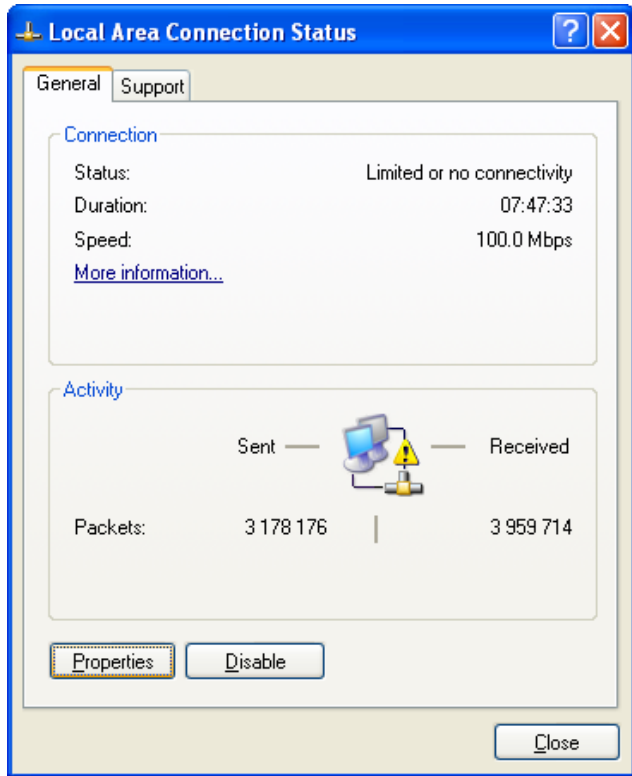 Local Area Connection Status
General Support
Connection
Status: Limited or no connectivity
Duration: 07:47:33
Speed: 100.0 Mbps
More information...
Activity
Sent Received
Packets: 3 178 176 3 959 714
Properties Disable
Close